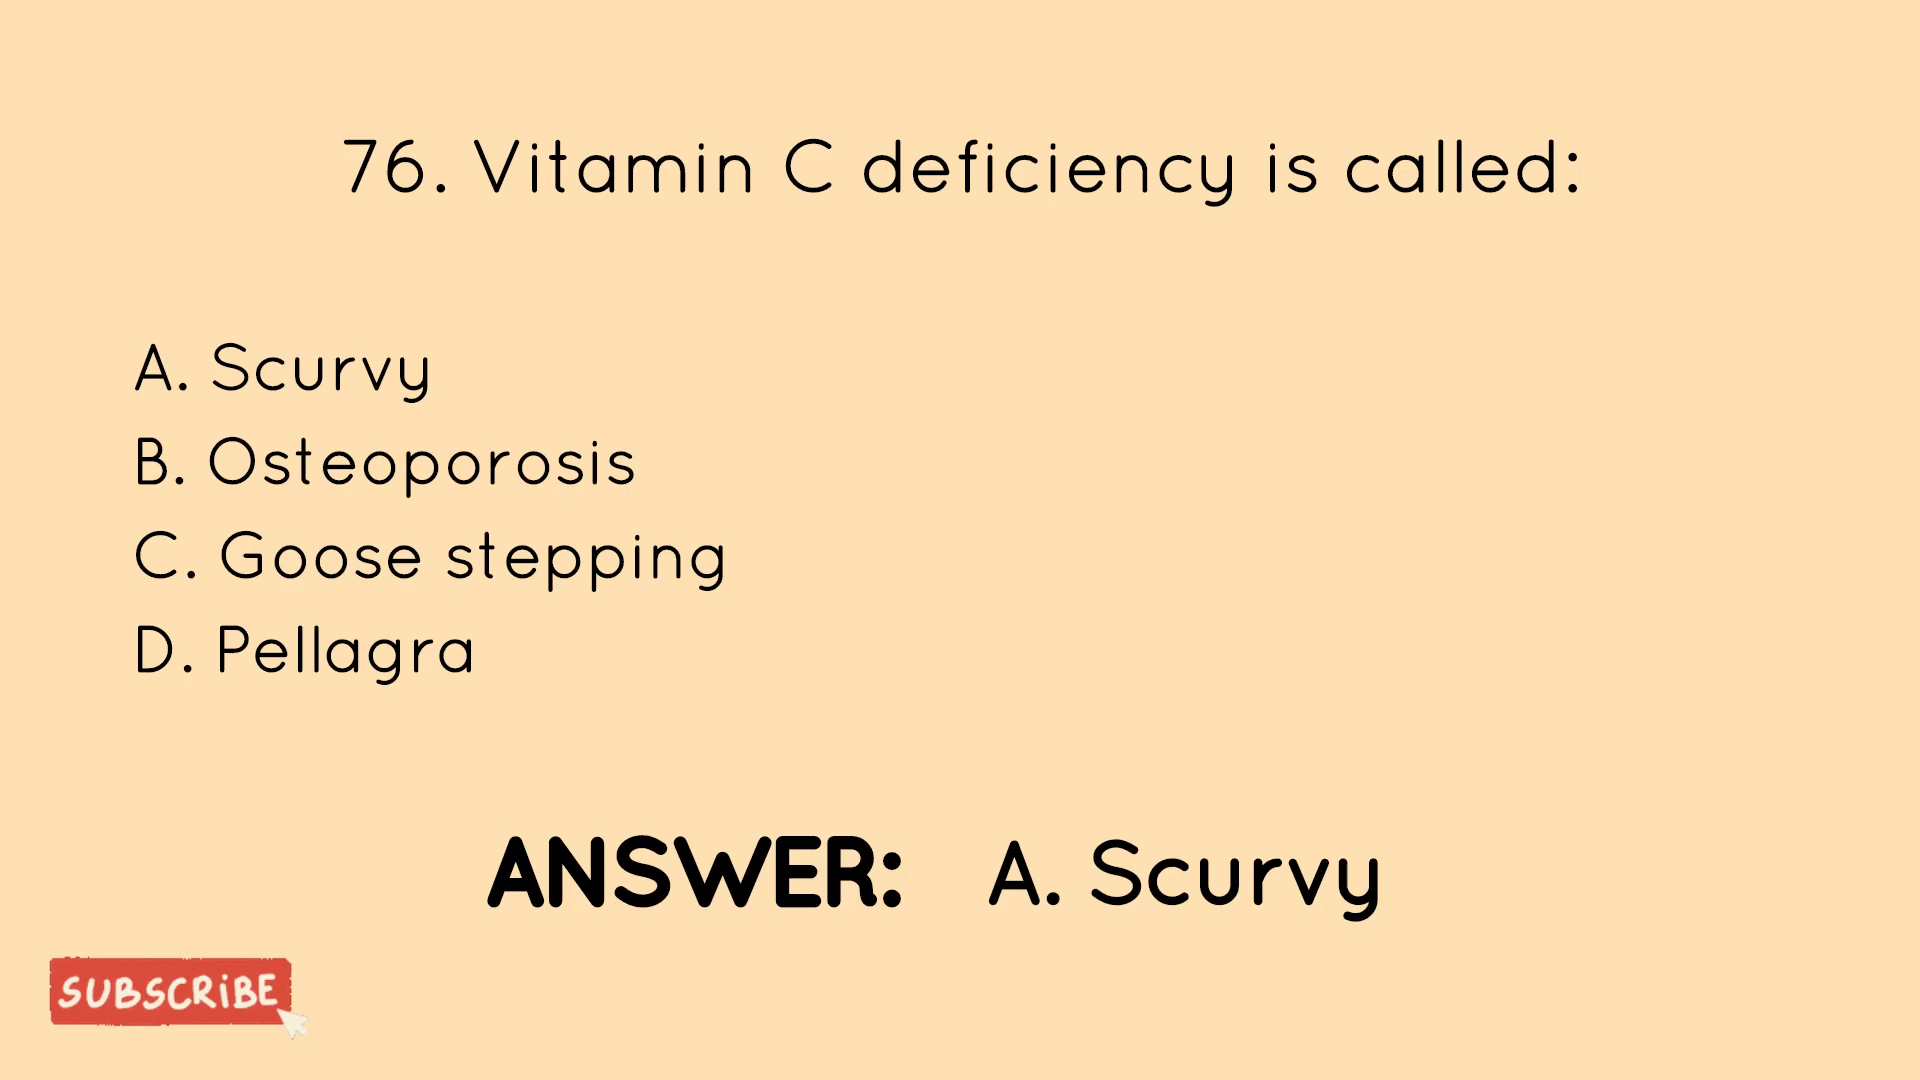 76. Vitamin C deficiency is called:
A. Scurvy
B. Osteoporosis
C. Goose stepping
D. Pellagra
ANSWER: A. Scurvy
SUBSCRiBE